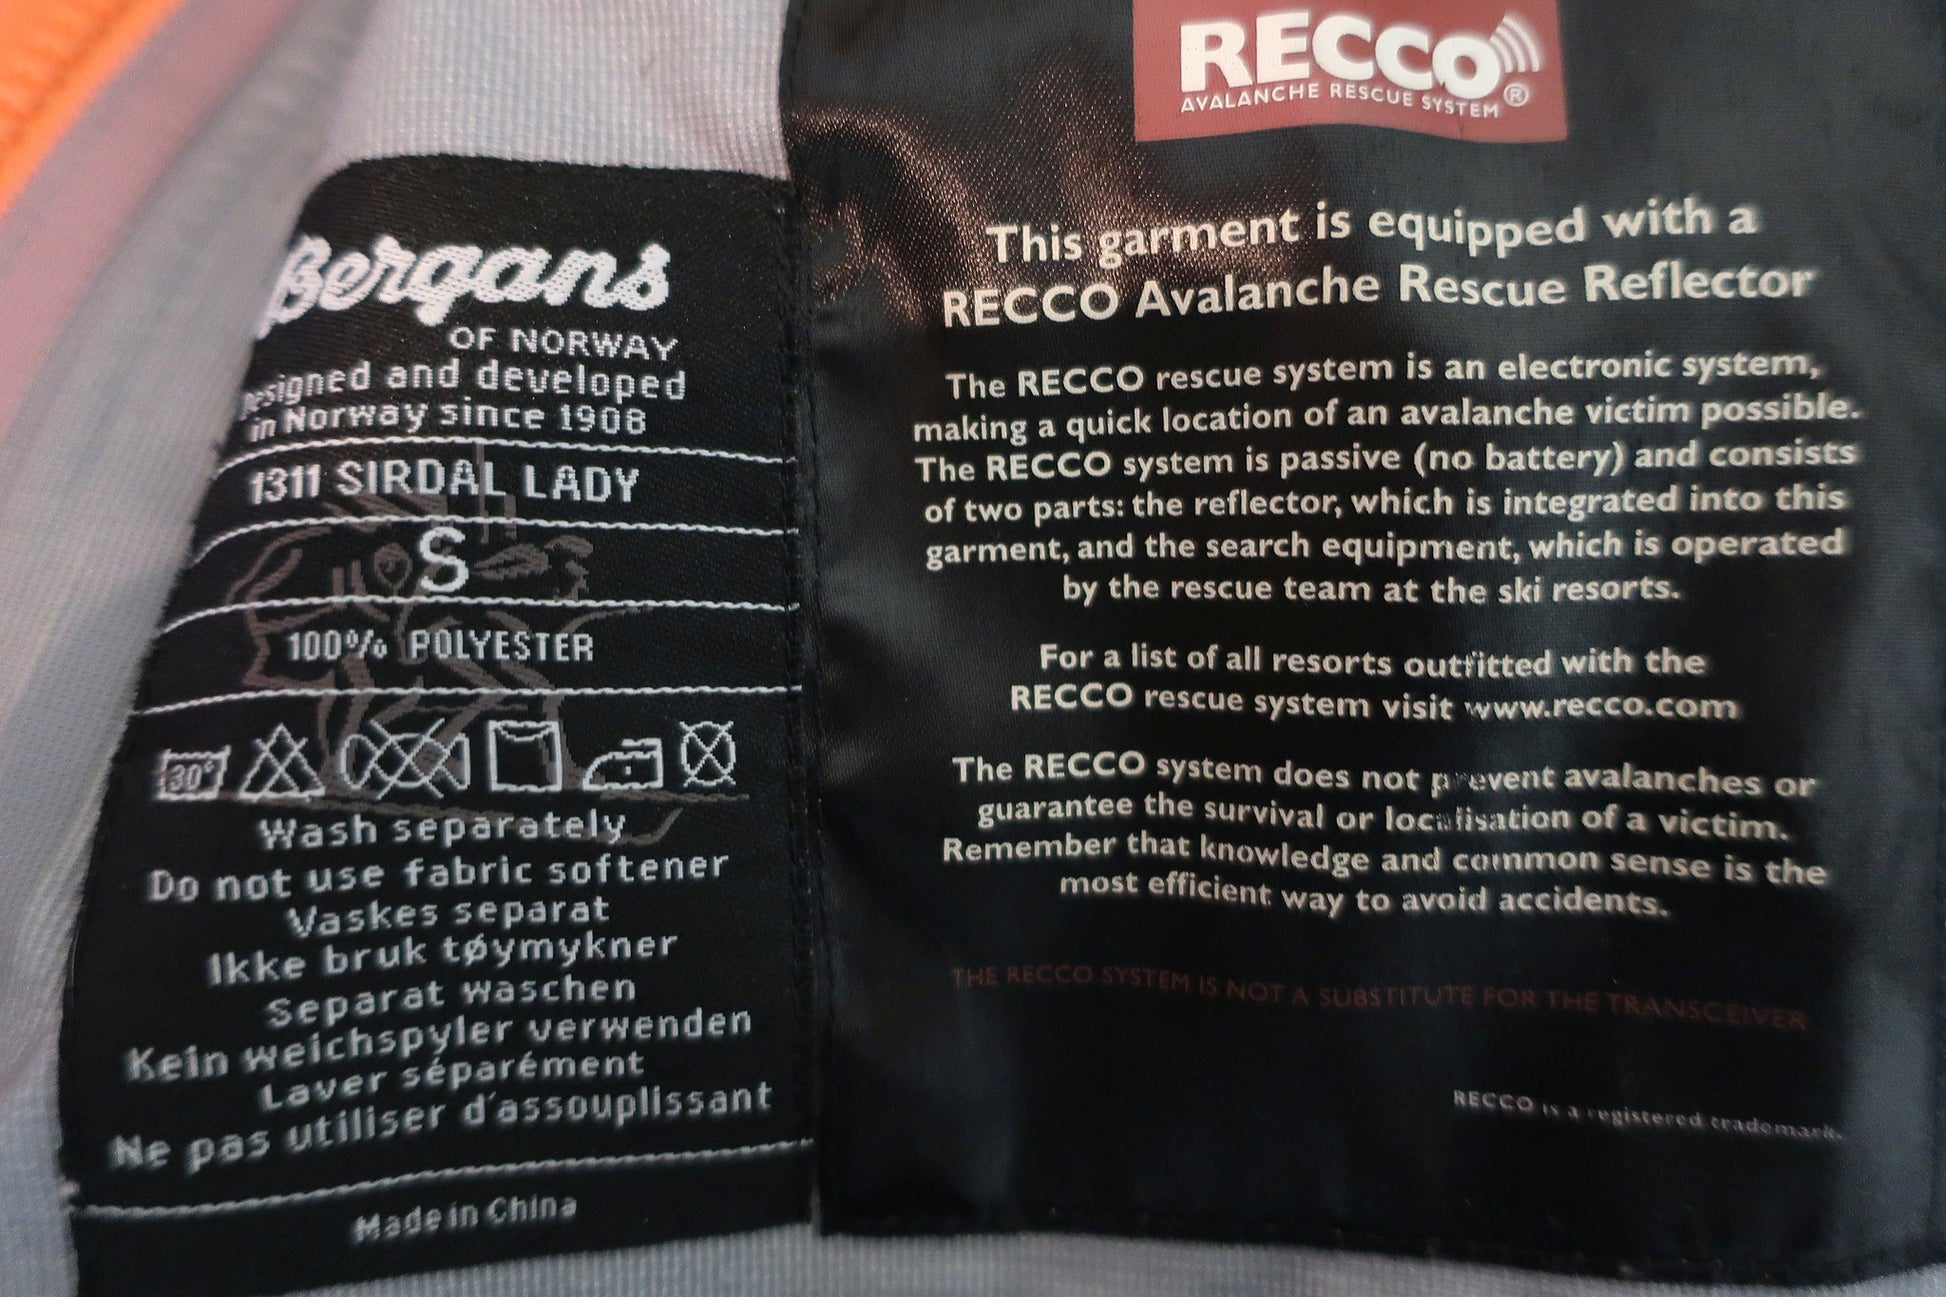 Bergans
OF NORWAY
Designed and developed
in Norway since 1908
1311 SIRDAL LADY
S
100% POLYESTER
30°
Wash separately
Do not use fabric softener
Vaskes separat
Ikke bruk tøymykner
Separat waschen
Kein weichspyler verwenden
Laver séparément
Ne pas utiliser d'assouplissant
Made in China
RECCO®
AVALANCHE RESCUE SYSTEM
This garment is equipped with a
RECCO Avalanche Rescue Reflector
The RECCO rescue system is an electronic system,
making a quick location of an avalanche victim possible.
The RECCO system is passive (no battery) and consists
of two parts: the reflector, which is integrated into this
garment, and the search equipment, which is operated
by the rescue team at the ski resorts.
For a list of all resorts outfitted with the
RECCO rescue system visit www.recco.com
The RECCO system does not prevent avalanches or
guarantee the survival or localisation of a victim.
Remember that knowledge and common sense is the
most efficient way to avoid accidents.
THE RECCO SYSTEM IS NOT A SUBSTITUTE FOR THE TRANSCEIVER
RECCO is a registered trademark.